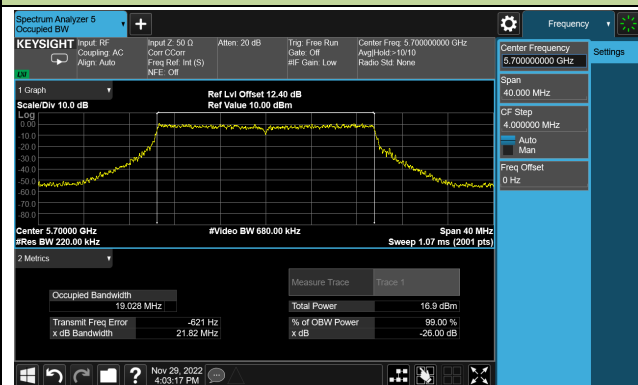 Spectrum Analyzer 5
Occupied BW
Frequency
KEYSIGHT
Input: RF
Coupling: AC
Align: Auto
Input Z: 50 Ω
Corr CCorr
Freq Ref: Int (S)
NFE: Off
Atten: 20 dB
Trig: Free Run
Gate: Off
#IF Gain: Low
Center Freq: 5.700000000 GHz
Avg|Hold:>10/10
Radio Std: None
LXI
Center Frequency
5.700000000 GHz
Settings
Span
40.000 MHz
CF Step
4.000000 MHz
Auto
Man
Freq Offset
0 Hz
1 Graph
Scale/Div 10.0 dB
Ref Lvl Offset 12.40 dB
Ref Value 10.00 dBm
Log
0.00
-10.0
-20.0
-30.0
-40.0
-50.0
-60.0
-70.0
-80.0
Center 5.70000 GHz
#Video BW 680.00 kHz
Span 40 MHz
#Res BW 220.00 kHz
Sweep 1.07 ms (2001 pts)
2 Metrics
Measure Trace
Trace 1
Occupied Bandwidth
19.028 MHz
Total Power
16.9 dBm
Transmit Freq Error
-621 Hz
% of OBW Power
99.00 %
x dB Bandwidth
21.82 MHz
x dB
-26.00 dB
?
Nov 29, 2022
4:03:17 PM